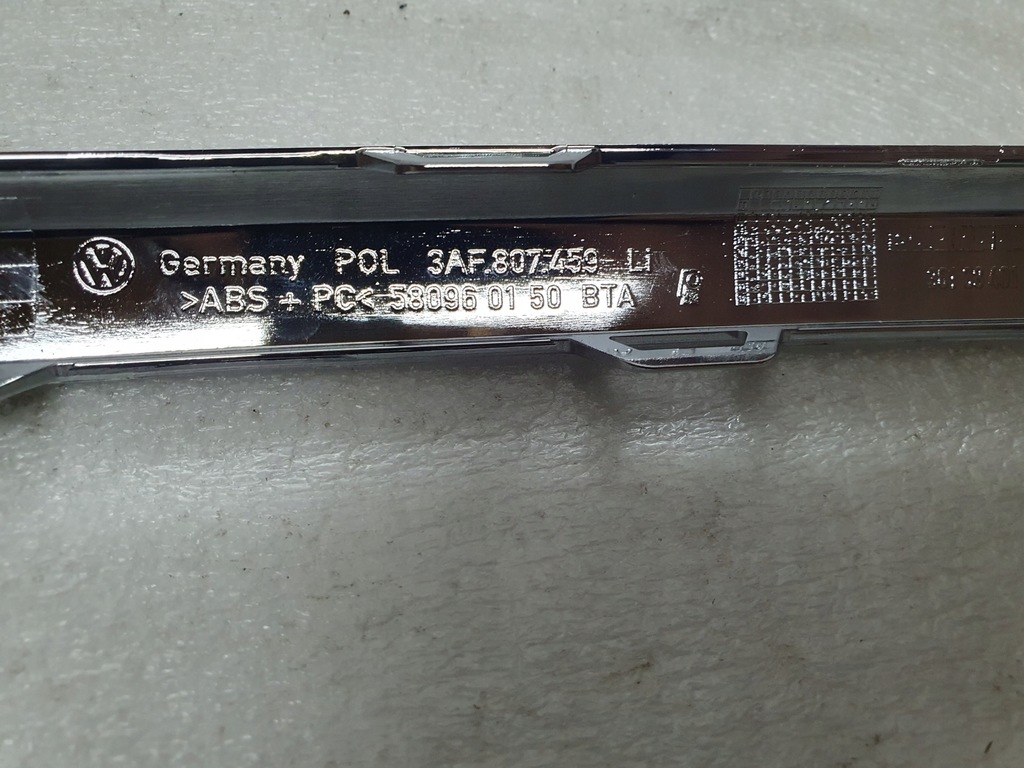 Germany POL 3AF.807.459 Li
>ABS + PC< 58096 01 50 BTA